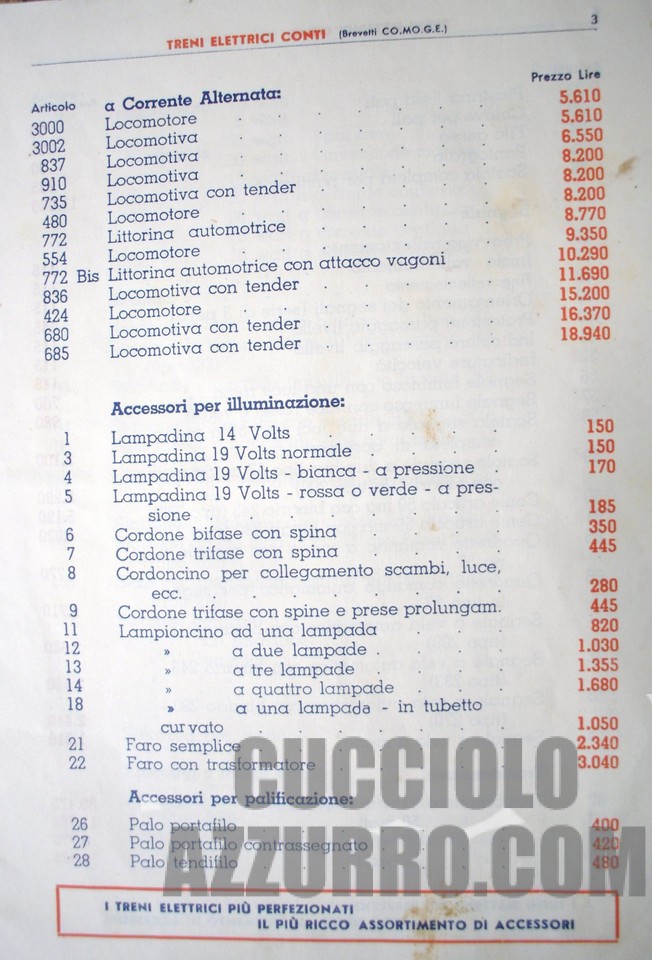 TRENI ELETTRICI CONTI (Brevetti CO.MO.G.E.) 3
Articolo a Corrente Alternata: Prezzo Lire
3000 Locomotore . . . . . 5.610
3002 Locomotiva . . . . . 5.610
837 Locomotiva . . . . . 6.550
910 Locomotiva . . . . . 8.200
735 Locomotiva con tender . . . . 8.200
480 Locomotore . . . . . 8.200
772 Littorina automotrice . . . . 8.770
554 Locomotore . . . . . 9.350
772 Bis Littorina automotrice con attacco vagoni . 10.290
836 Locomotiva con tender . . . . 11.690
424 Locomotore . . . . . 15.200
680 Locomotiva con tender . . . . 16.370
685 Locomotiva con tender . . . . 18.940
Accessori per illuminazione:
1 Lampadina 14 Volts . . . . 150
3 Lampadina 19 Volts normale . . . 150
4 Lampadina 19 Volts - bianca - a pressione . 170
5 Lampadina 19 Volts - rossa o verde - a pres-
sione . . . . . . 185
6 Cordone bifase con spina . . . . 350
7 Cordone trifase con spina . . . . 445
8 Cordoncino per collegamento scambi, luce,
ecc. . . . . . . 280
9 Cordone trifase con spine e prese prolungam. 445
11 Lampioncino ad una lampada . . . 820
12 » a due lampade . . . . 1.030
13 » a tre lampade . . . . 1.355
14 » a quattro lampade . . . 1.680
18 » a una lampada - in tubetto
curvato . . . . . . 1.050
21 Faro semplice . . . . . 2.340
22 Faro con trasformatore . . . . 3.040
Accessori per palificazione:
26 Palo portafilo . . . . . 400
27 Palo portafilo contrassegnato . . . 420
28 Palo tendifilo . . . . . 480
CUCCIOLO
AZZURRO.COM
I TRENI ELETTRICI PIÙ PERFEZIONATI
IL PIÙ RICCO ASSORTIMENTO DI ACCESSORI